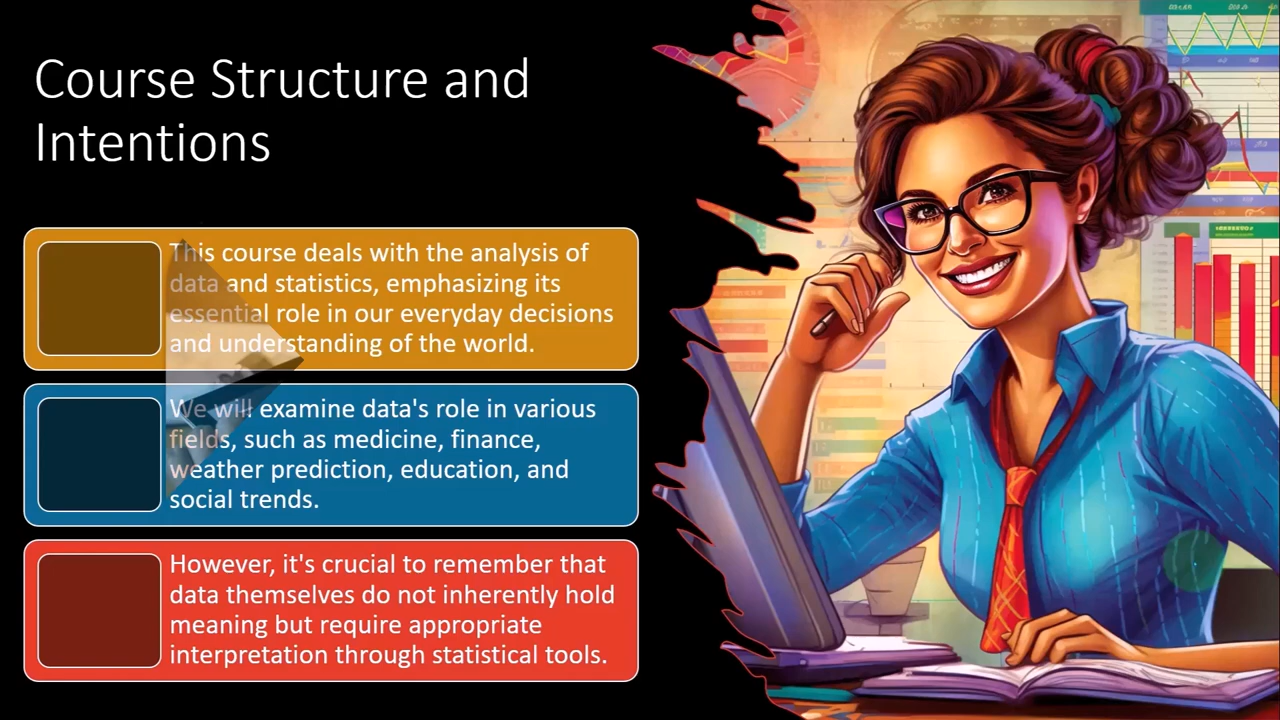 Course Structure and
Intentions
This course deals with the analysis of
data and statistics, emphasizing its
essential role in our everyday decisions
and understanding of the world.
We will examine data's role in various
fields, such as medicine, finance,
weather prediction, education, and
social trends.
However, it's crucial to remember that
data themselves do not inherently hold
meaning but require appropriate
interpretation through statistical tools.